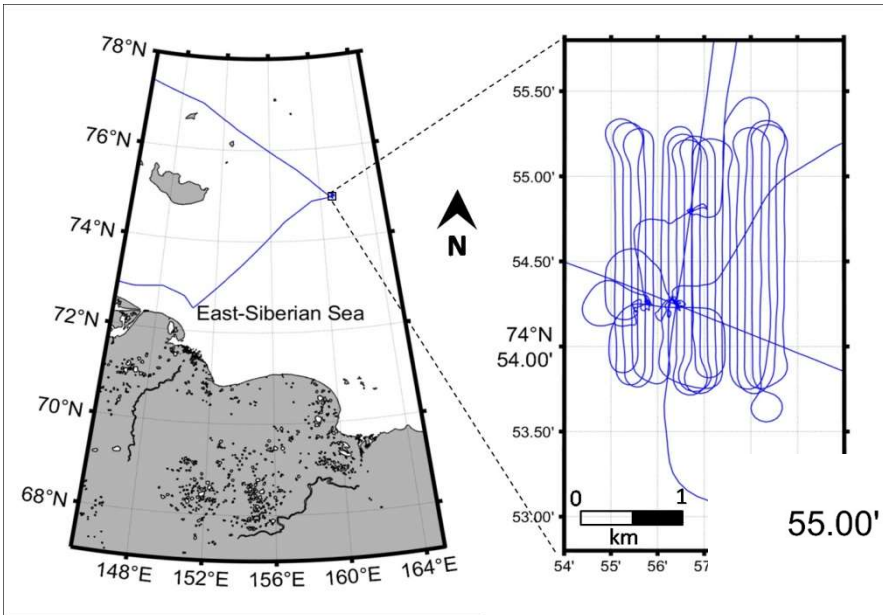 78°N
76°N
74°N
72°N
70°N
68°N
148°E
152°E
156°E
160°E
164°E
East-Siberian Sea
N
55.50'
55.00'
54.50'
74°N
54.00'
53.50'
53.00'
0 1
km
54' 55' 56' 57
55.00'